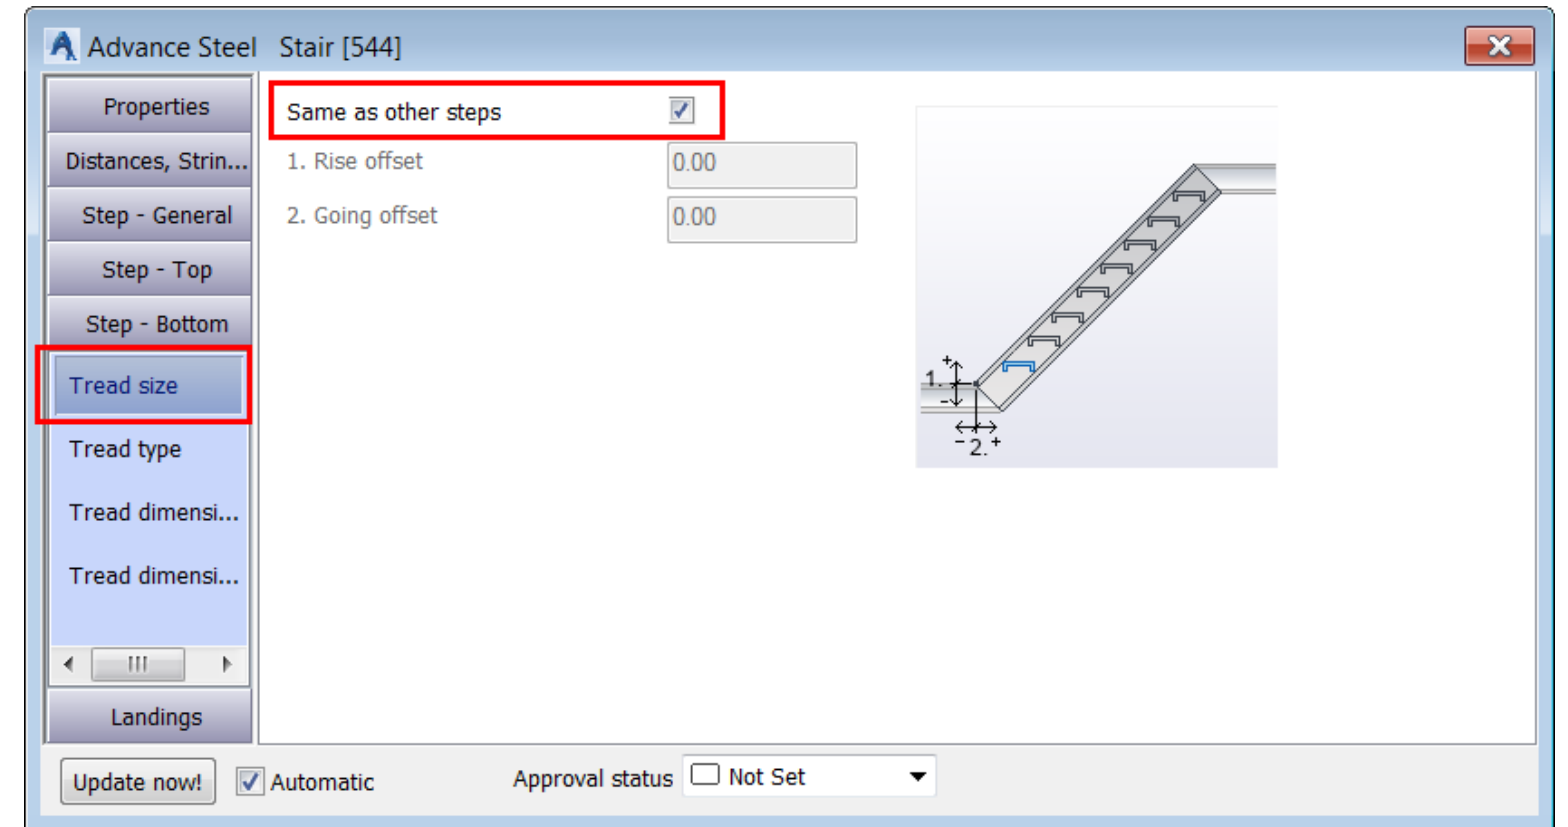 Advance Steel Stair [544]
Properties
Distances, Strin...
Step - General
Step - Top
Step - Bottom
Tread size
Tread type
Tread dimensi...
Tread dimensi...
Landings
Same as other steps
1. Rise offset 0.00
2. Going offset 0.00
+
1.
-
- 2. +
Update now! Automatic Approval status Not Set